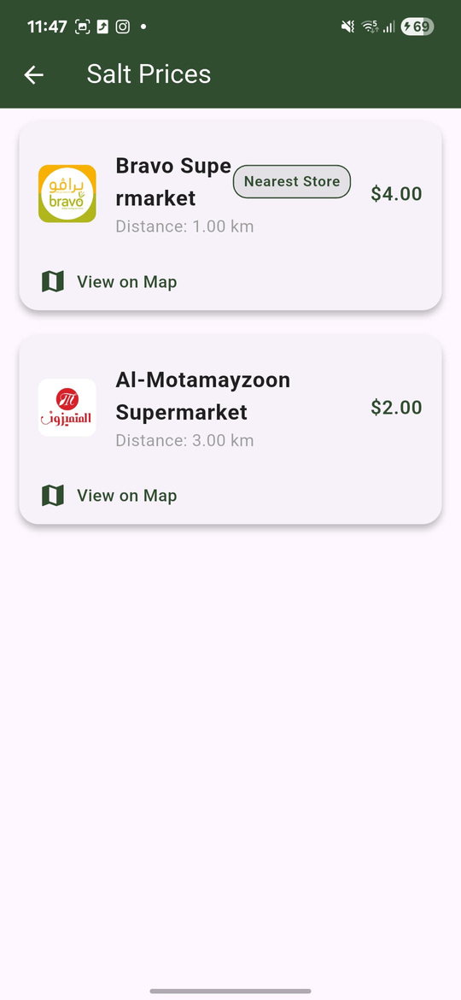 11:47
5
69
Salt Prices
برافو
bravo
Bravo Supe
rmarket
Nearest Store
$4.00
Distance: 1.00 km
View on Map
المتميزون
Al-Motamayzoon
Supermarket
$2.00
Distance: 3.00 km
View on Map